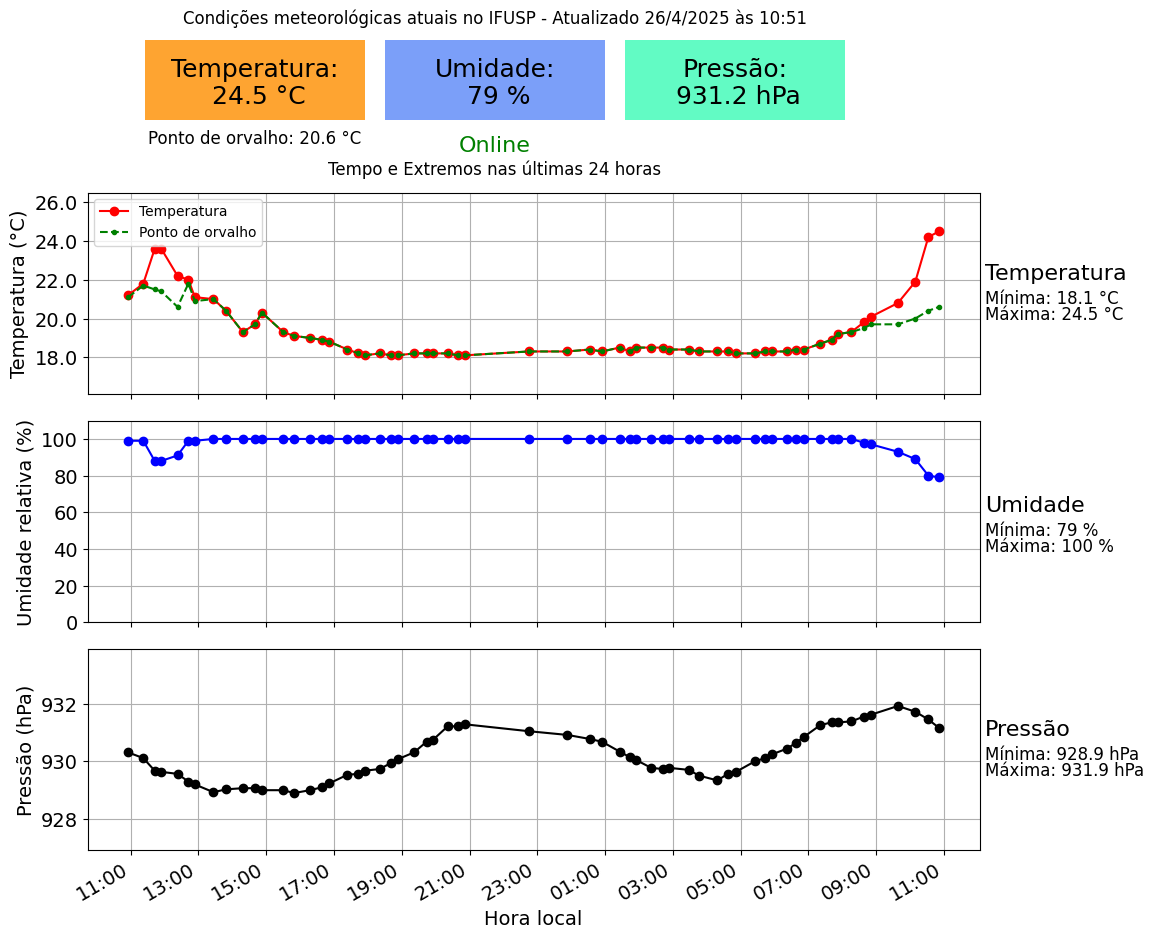 Condições meteorológicas atuais no IFUSP - Atualizado 26/4/2025 às 10:51
Temperatura:
24.5 °C
Umidade:
79 %
Pressão:
931.2 hPa
Ponto de orvalho: 20.6 °C
Online
Tempo e Extremos nas últimas 24 horas
Temperatura (°C)
26.0
24.0
22.0
20.0
18.0
Temperatura
Ponto de orvalho
Temperatura
Mínima: 18.1 °C
Máxima: 24.5 °C
Umidade relativa (%)
100
80
60
40
20
0
Umidade
Mínima: 79 %
Máxima: 100 %
Pressão (hPa)
932
930
928
Pressão
Mínima: 928.9 hPa
Máxima: 931.9 hPa
11:00
13:00
15:00
17:00
19:00
21:00
23:00
01:00
03:00
05:00
07:00
09:00
11:00
Hora local